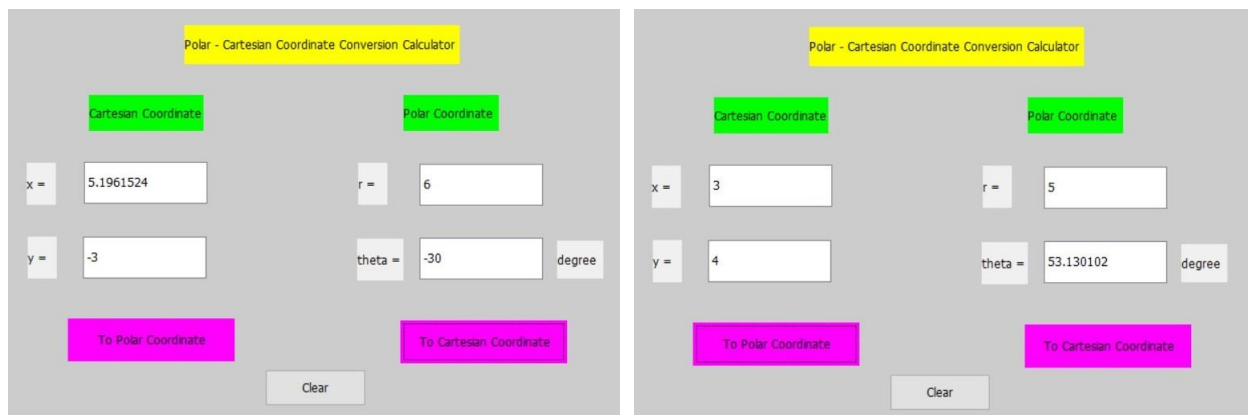 Polar - Cartesian Coordinate Conversion Calculator
Cartesian Coordinate
Polar Coordinate
x =
5.1961524
r =
6
y =
-3
theta =
-30
degree
To Polar Coordinate
To Cartesian Coordinate
Clear
Polar - Cartesian Coordinate Conversion Calculator
Cartesian Coordinate
Polar Coordinate
x =
3
r =
5
y =
4
theta =
53.130102
degree
To Polar Coordinate
To Cartesian Coordinate
Clear